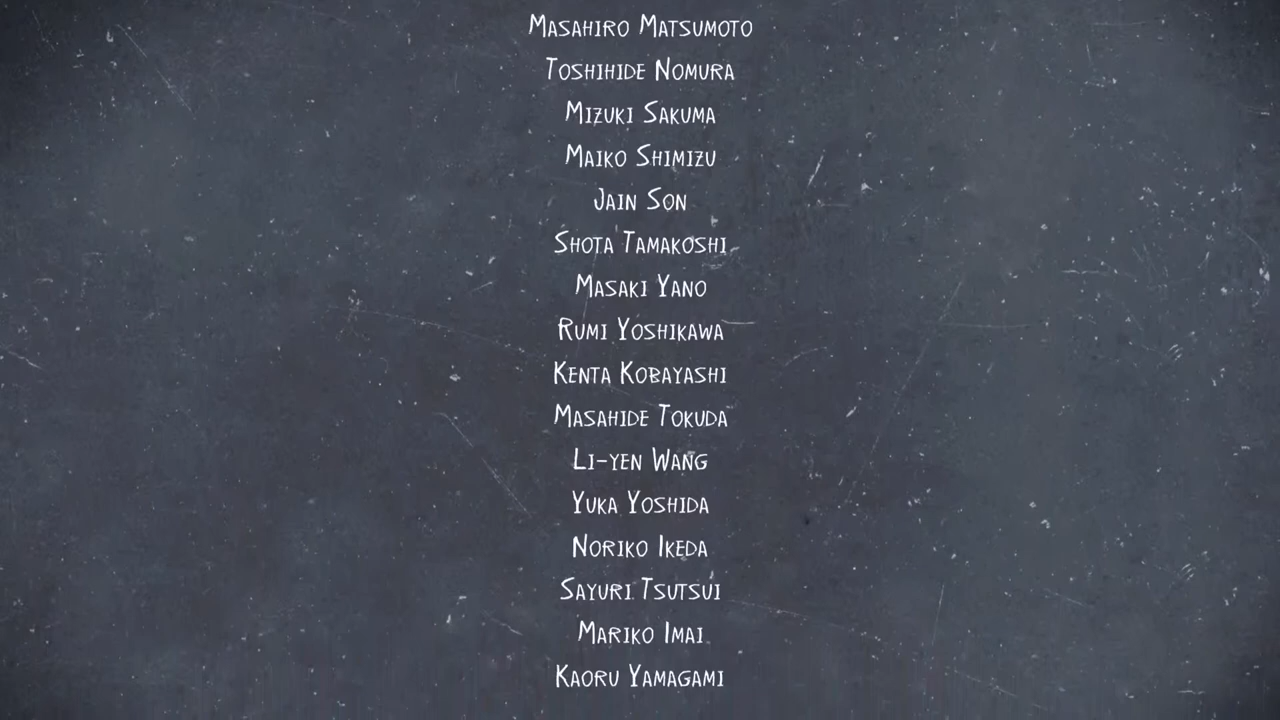 Masahiro Matsumoto
Toshihide Nomura
Mizuki Sakuma
Maiko Shimizu
Jain Son
Shota Tamakoshi
Masaki Yano
Rumi Yoshikawa
Kenta Kobayashi
Masahide Tokuda
Li-yen Wang
Yuka Yoshida
Noriko Ikeda
Sayuri Tsutsui
Mariko Imai
Kaoru Yamagami